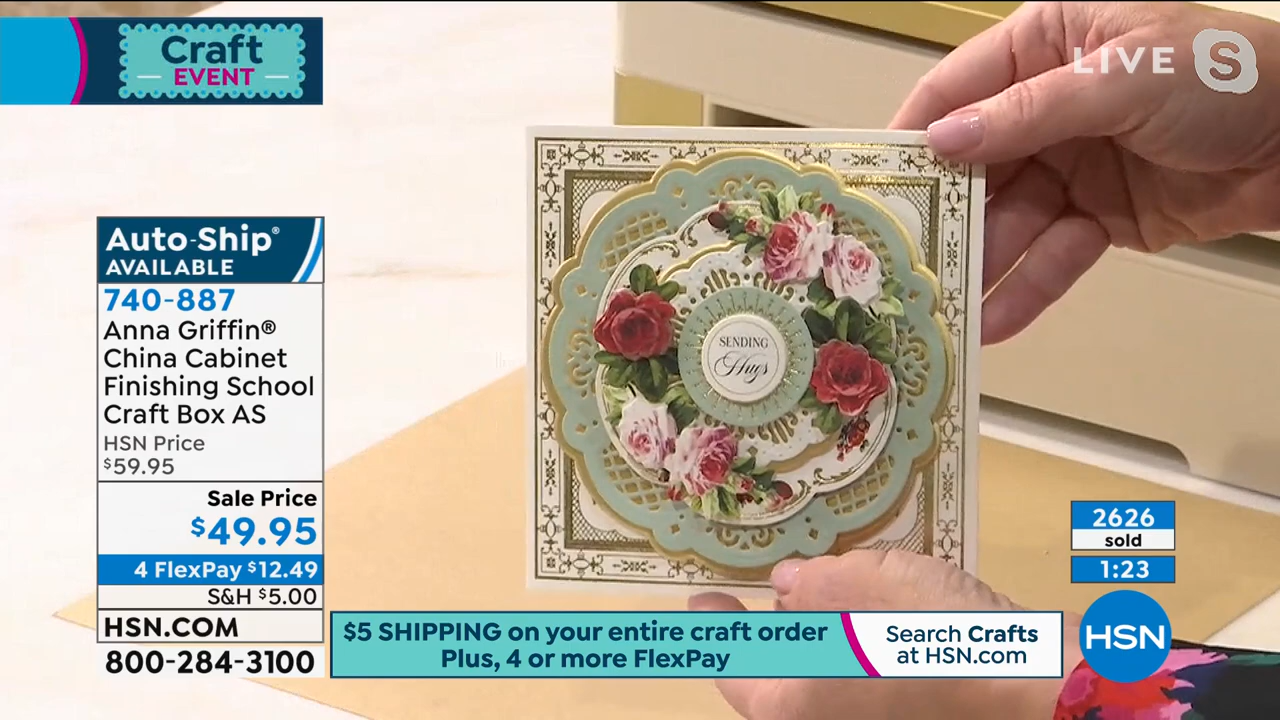 Craft
EVENT
LIVE S
Auto-Ship®
AVAILABLE
740-887
Anna Griffin®
China Cabinet
Finishing School
Craft Box AS
HSN Price
$59.95
Sale Price
$49.95
4 FlexPay $12.49
S&H $5.00
HSN.COM
800-284-3100
SENDING
Hugs
2626
sold
1:23
$5 SHIPPING on your entire craft order
Plus, 4 or more FlexPay
Search Crafts
at HSN.com
HSN